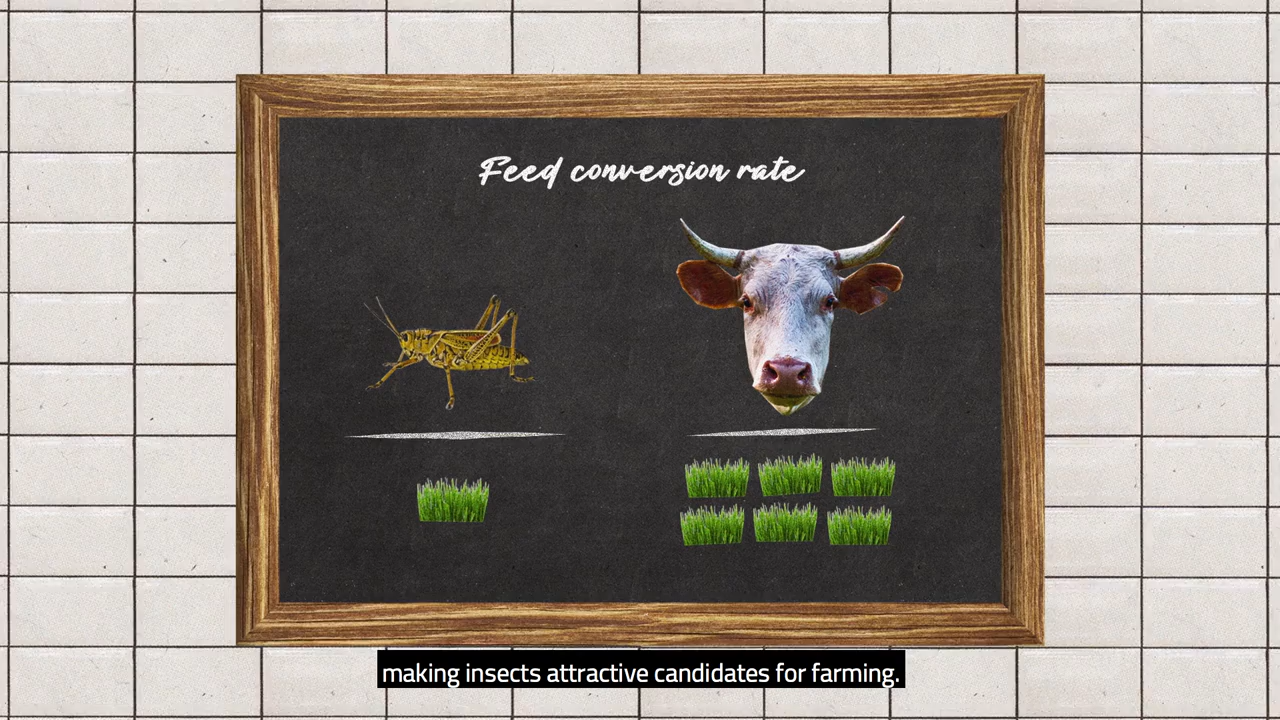 Feed conversion rate
making insects attractive candidates for farming.